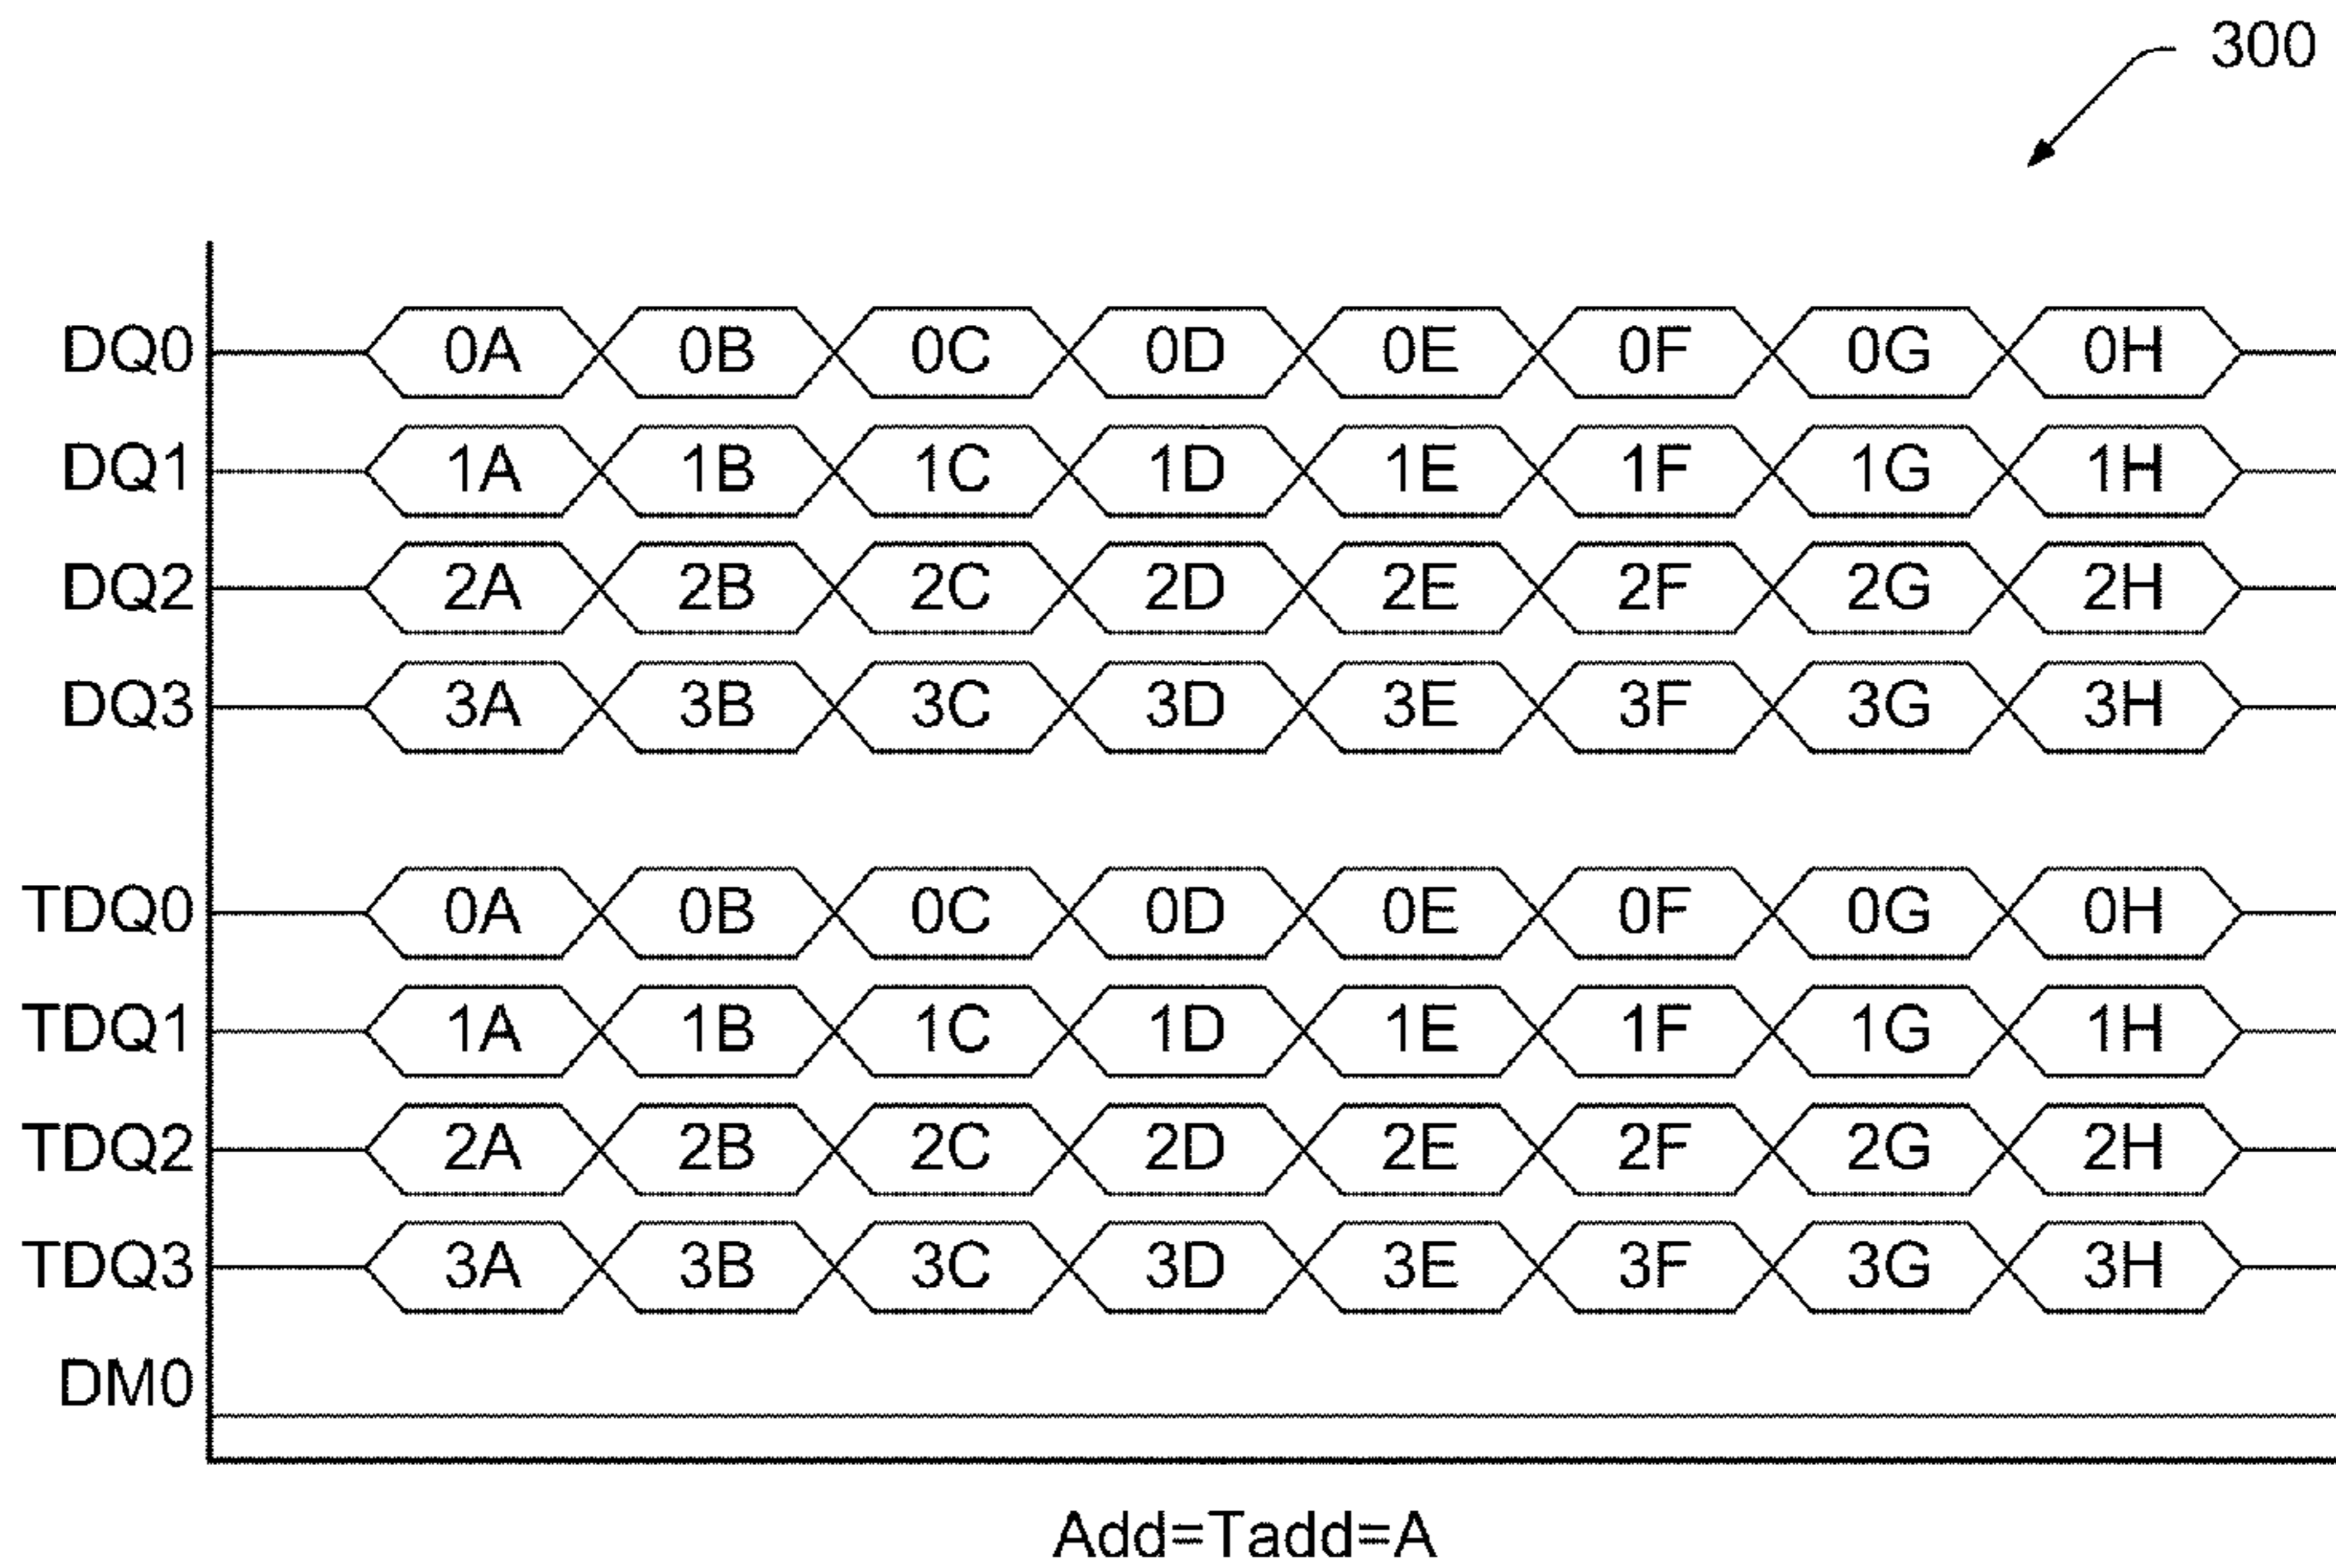 300
DQ0 0A 0B 0C 0D 0E 0F 0G 0H
DQ1 1A 1B 1C 1D 1E 1F 1G 1H
DQ2 2A 2B 2C 2D 2E 2F 2G 2H
DQ3 3A 3B 3C 3D 3E 3F 3G 3H
TDQ0 0A 0B 0C 0D 0E 0F 0G 0H
TDQ1 1A 1B 1C 1D 1E 1F 1G 1H
TDQ2 2A 2B 2C 2D 2E 2F 2G 2H
TDQ3 3A 3B 3C 3D 3E 3F 3G 3H
DM0
Add=Tadd=A